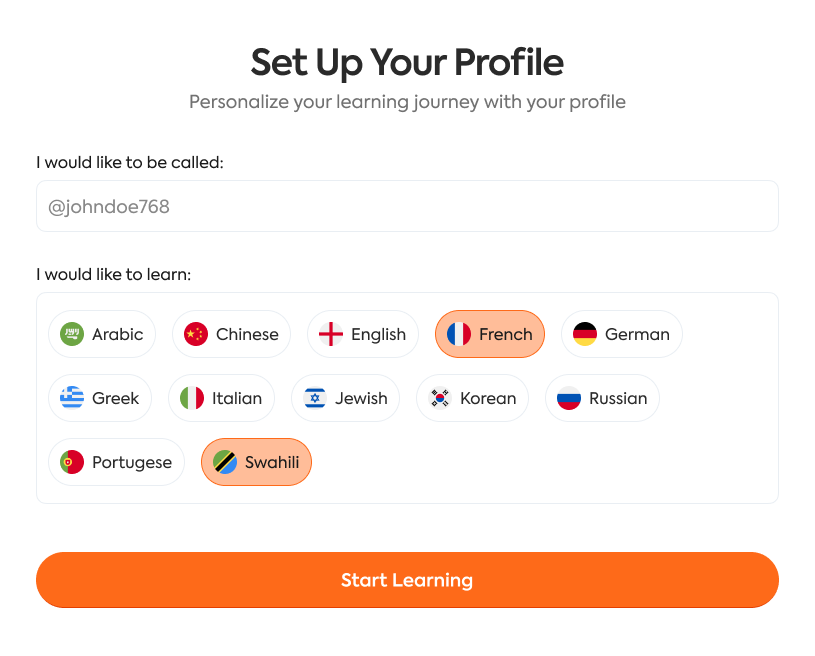 Set Up Your Profile
Personalize your learning journey with your profile
I would like to be called:
@johndoe768
I would like to learn:
Arabic Chinese English French German
Greek Italian Jewish Korean Russian
Portugese Swahili
Start Learning